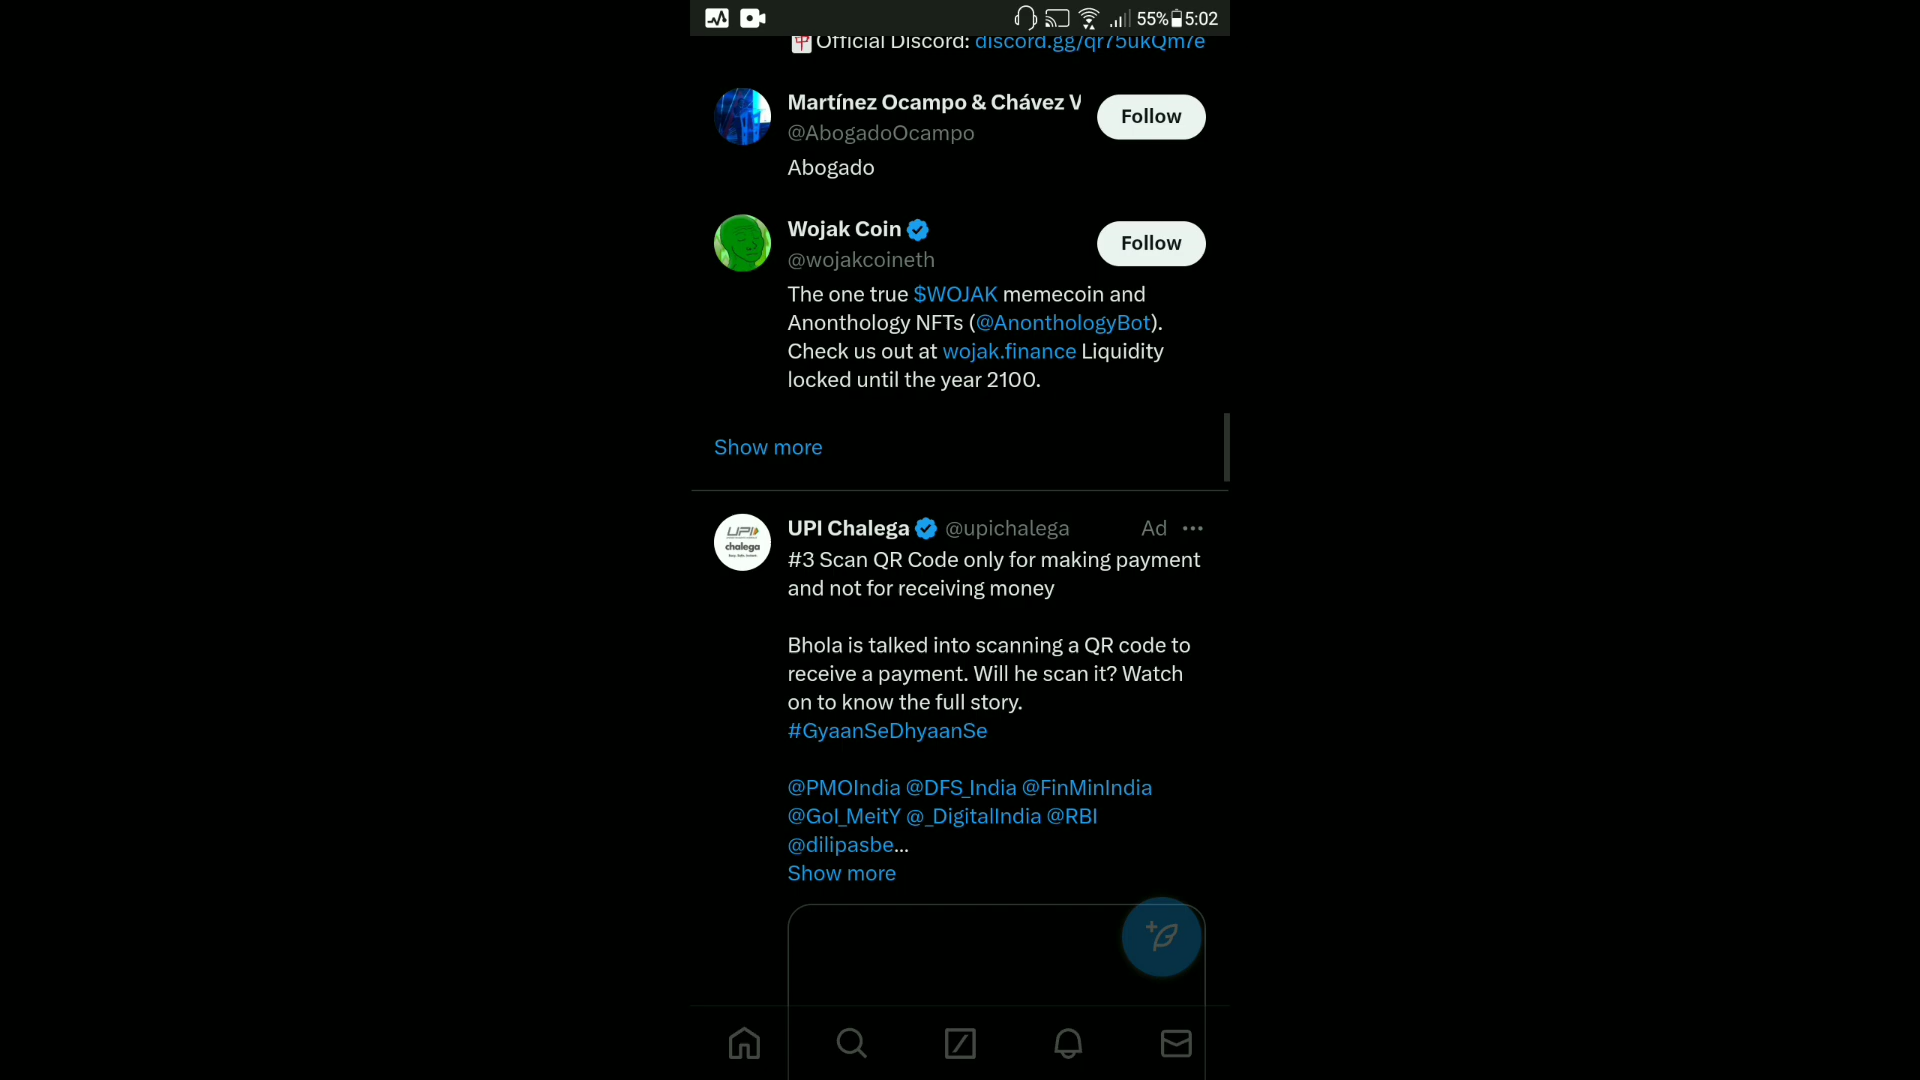 55% 5:02
Official Discord: discord.gg/qr75ukQm7e
Martínez Ocampo & Chávez V
@AbogadoOcampo
Follow
Abogado
Wojak Coin
@wojakcoineth
Follow
The one true $WOJAK memecoin and
Anonthology NFTs (@AnonthologyBot).
Check us out at wojak.finance Liquidity
locked until the year 2100.
Show more
UPI chalega
UPI Chalega @upichalega Ad
#3 Scan QR Code only for making payment
and not for receiving money
Bhola is talked into scanning a QR code to
receive a payment. Will he scan it? Watch
on to know the full story.
#GyaanSeDhyaanSe
@PMOIndia @DFS_India @FinMinIndia
@GoI_MeitY @_DigitalIndia @RBI
@dilipasbe...
Show more